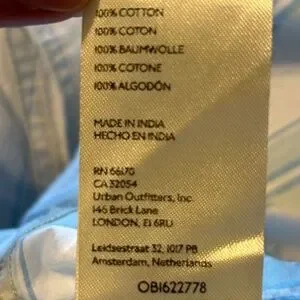 100% COTTON
100% COTON
100% BAUMWOLLE
100% COTONE
100% ALGODÓN
MADE IN INDIA
HECHO EN INDIA
RN 66170
CA 32054
Urban Outfitters, Inc.
146 Brick Lane
LONDON, E1 6RU
Leidsestraat 32, 1017 PB
Amsterdam, Netherlands
OB1622778